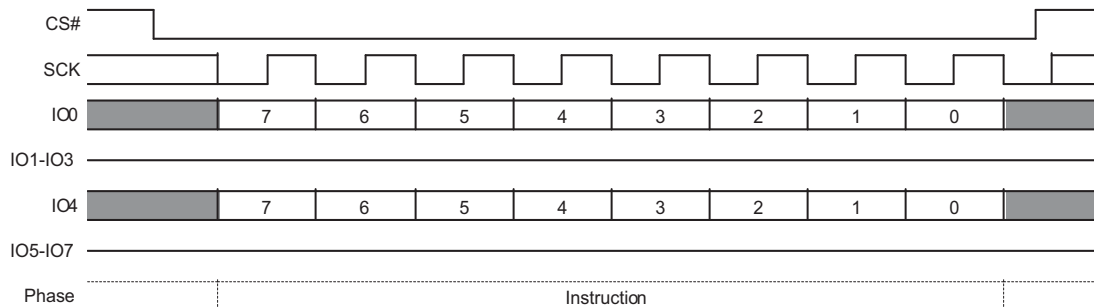 CS#
SCK
IO0 7 6 5 4 3 2 1 0
IO1-IO3
IO4 7 6 5 4 3 2 1 0
IO5-IO7
Phase Instruction